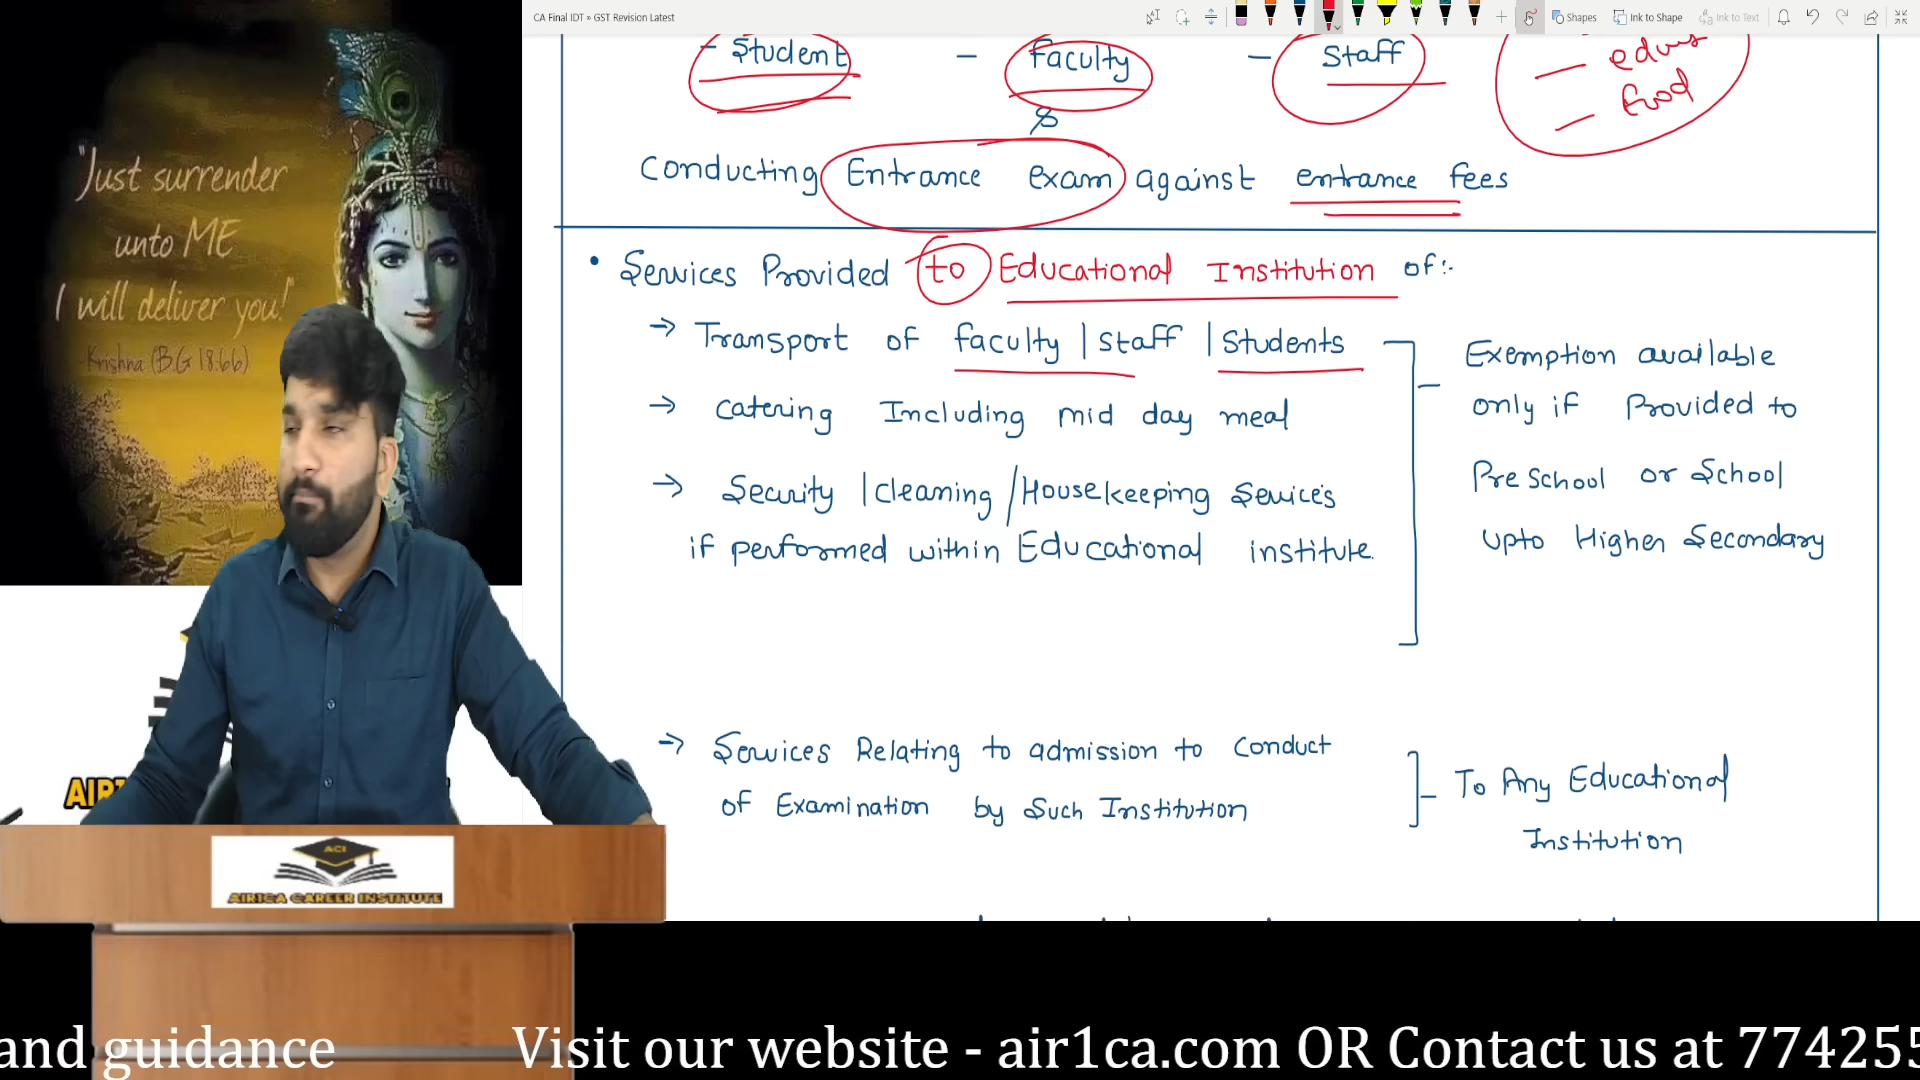 CA Final IDT » GST Revision Latest
Shapes
Ink to Shape
Ink to Text
- Student - faculty - Staff
&
- food
Conducting Entrance exam against entrance fees
• Services Provided to Educational Institution of:-
→ Transport of faculty | Staff | Students
→ Catering Including mid day meal
→ Security | Cleaning / Housekeeping Services
if performed within Educational institute.
Exemption available
only if Provided to
Pre School or School
upto Higher Secondary
→ Services Relating to admission to Conduct
of Examination by Such Institution
- To Any Educational
Institution
"Just surrender
unto ME
I will deliver you!"
- Krishna (B.G 18:66)
ACI
AIR1CA CAREER INSTITUTE
and guidance Visit our website - air1ca.com OR Contact us at 774255